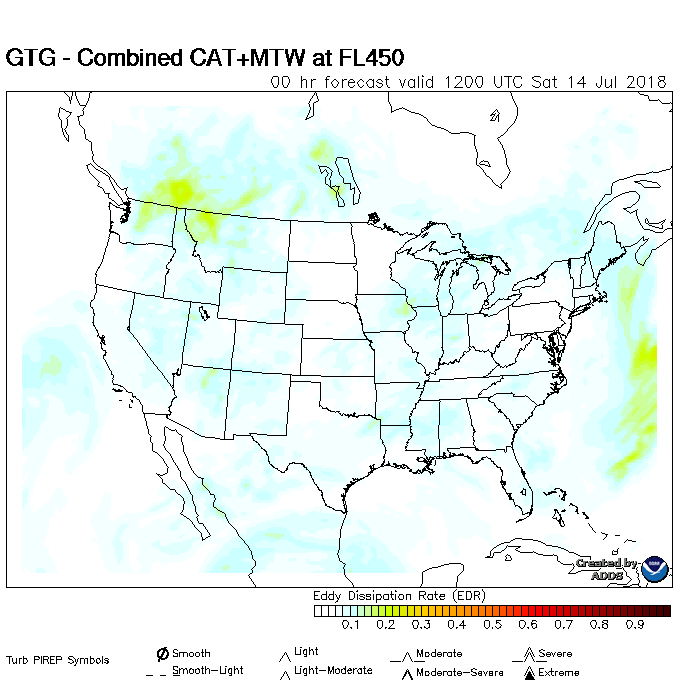 GTG - Combined CAT+MTW at FL450
00 hr forecast valid 1200 UTC Sat 14 Jul 2018
Created by
ADDS
Eddy Dissipation Rate (EDR)
0.1 0.2 0.3 0.4 0.5 0.6 0.7 0.8 0.9
Turb PIREP Symbols
Smooth Light Moderate Severe
Smooth-Light Light-Moderate Moderate-Severe Extreme